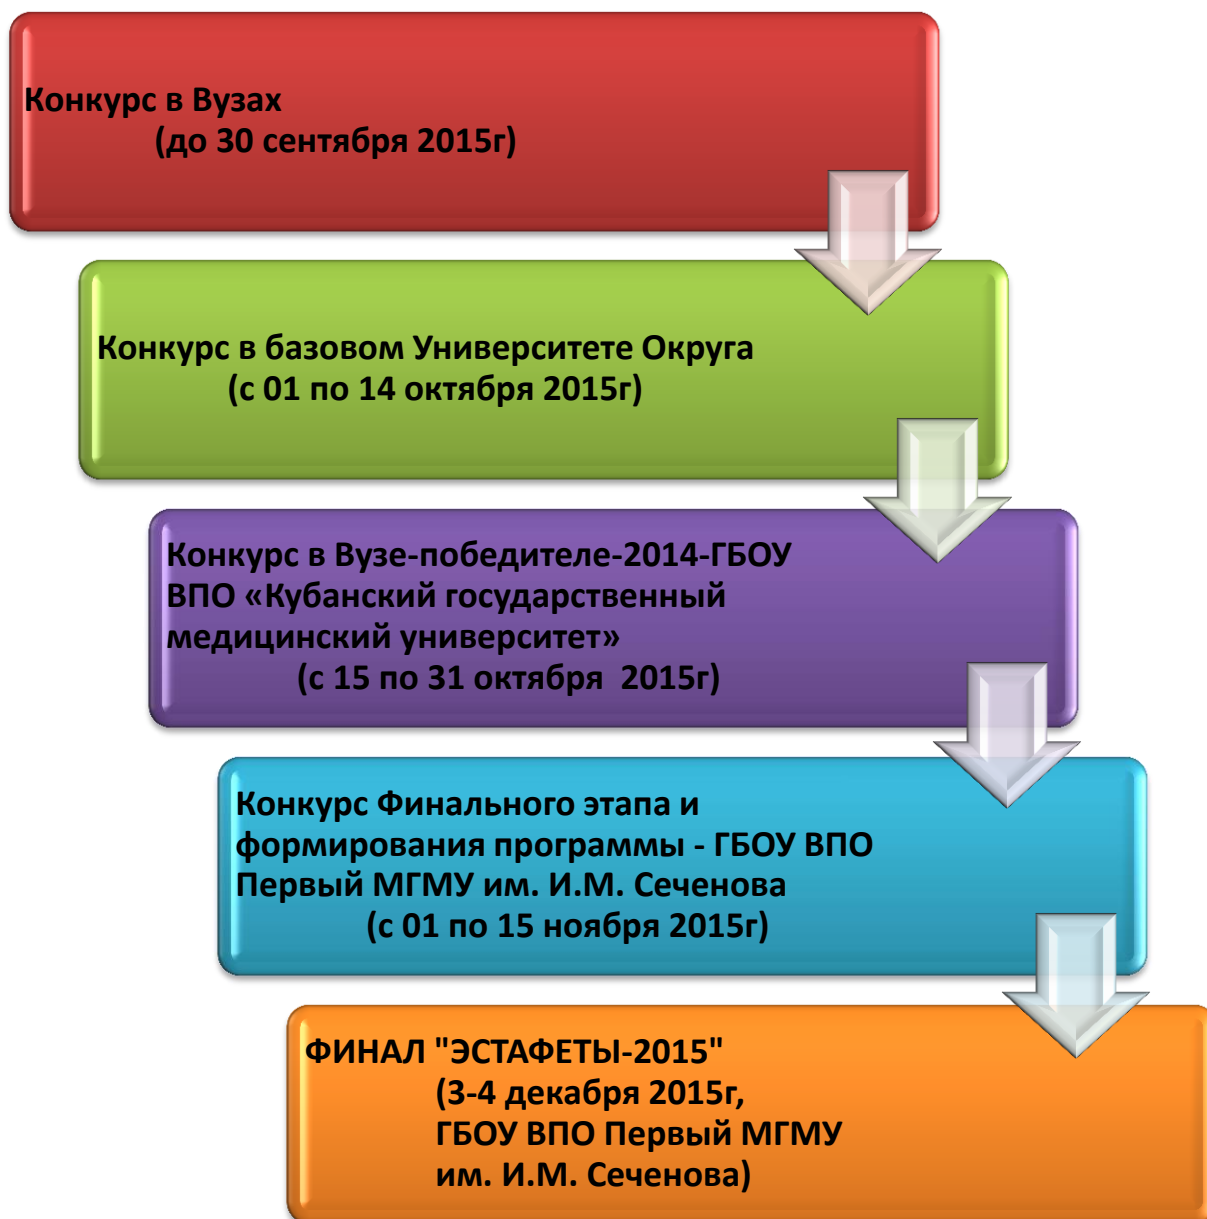 Конкурс в Вузах
(до 30 сентября 2015г)
Конкурс в базовом Университете Округа
(с 01 по 14 октября 2015г)
Конкурс в Вузе-победителе-2014-ГБОУ
ВПО «Кубанский государственный
медицинский университет»
(с 15 по 31 октября  2015г)
Конкурс Финального этапа и
формирования программы - ГБОУ ВПО
Первый МГМУ им. И.М. Сеченова
(с 01 по 15 ноября 2015г)
ФИНАЛ "ЭСТАФЕТЫ-2015"
(3-4 декабря 2015г,
ГБОУ ВПО Первый МГМУ
им. И.М. Сеченова)